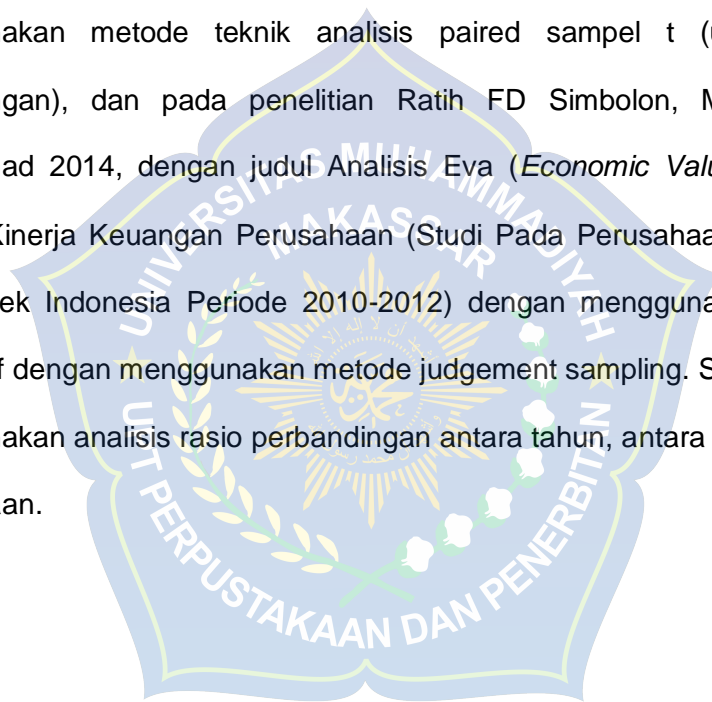 akan metode teknik analisis paired sampel t (
ngan), dan pada penelitian Ratih FD Simbolon, M
ad 2014, dengan judul Analisis Eva (Economic Valu
Kinerja Keuangan Perusahaan (Studi Pada Perusahaa
ek Indonesia Periode 2010-2012) dengan mengguna
f dengan menggunakan metode judgement sampling. S
akan analisis rasio perbandingan antara tahun, antara
an.
UNIVERSITAS MUHAMMADIYAH
MAKASSAR
UPT PERPUSTAKAAN DAN PENERBITAN